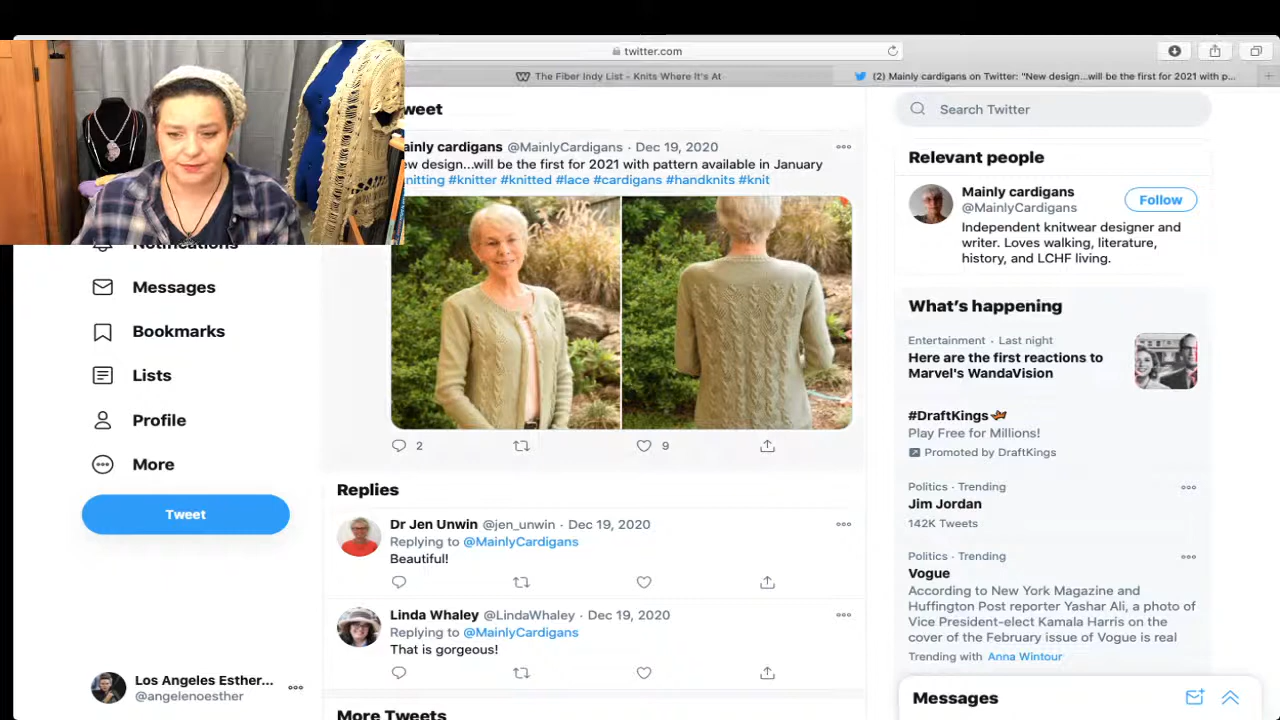 twitter.com
The Fiber Indy List - Knits Where It's At
(2) Mainly cardigans on Twitter: "New design...will be the first for 2021 with p...
weet
Search Twitter
ainly cardigans @MainlyCardigans · Dec 19, 2020
ew design...will be the first for 2021 with pattern available in January
nitting #knitter #knitted #lace #cardigans #handknits #knit
2
9
Replies
Dr Jen Unwin @jen_unwin · Dec 19, 2020
Replying to @MainlyCardigans
Beautiful!
Linda Whaley @LindaWhaley · Dec 19, 2020
Replying to @MainlyCardigans
That is gorgeous!
More Tweets
Notifications
Messages
Bookmarks
Lists
Profile
More
Tweet
Los Angeles Esther...
@angelenoesther
Relevant people
Mainly cardigans
@MainlyCardigans
Follow
Independent knitwear designer and
writer. Loves walking, literature,
history, and LCHF living.
What's happening
Entertainment · Last night
Here are the first reactions to
Marvel's WandaVision
#DraftKings
Play Free for Millions!
Promoted by DraftKings
Politics · Trending
Jim Jordan
142K Tweets
Politics · Trending
Vogue
According to New York Magazine and
Huffington Post reporter Yashar Ali, a photo of
Vice President-elect Kamala Harris on the
cover of the February issue of Vogue is real
Trending with Anna Wintour
Messages